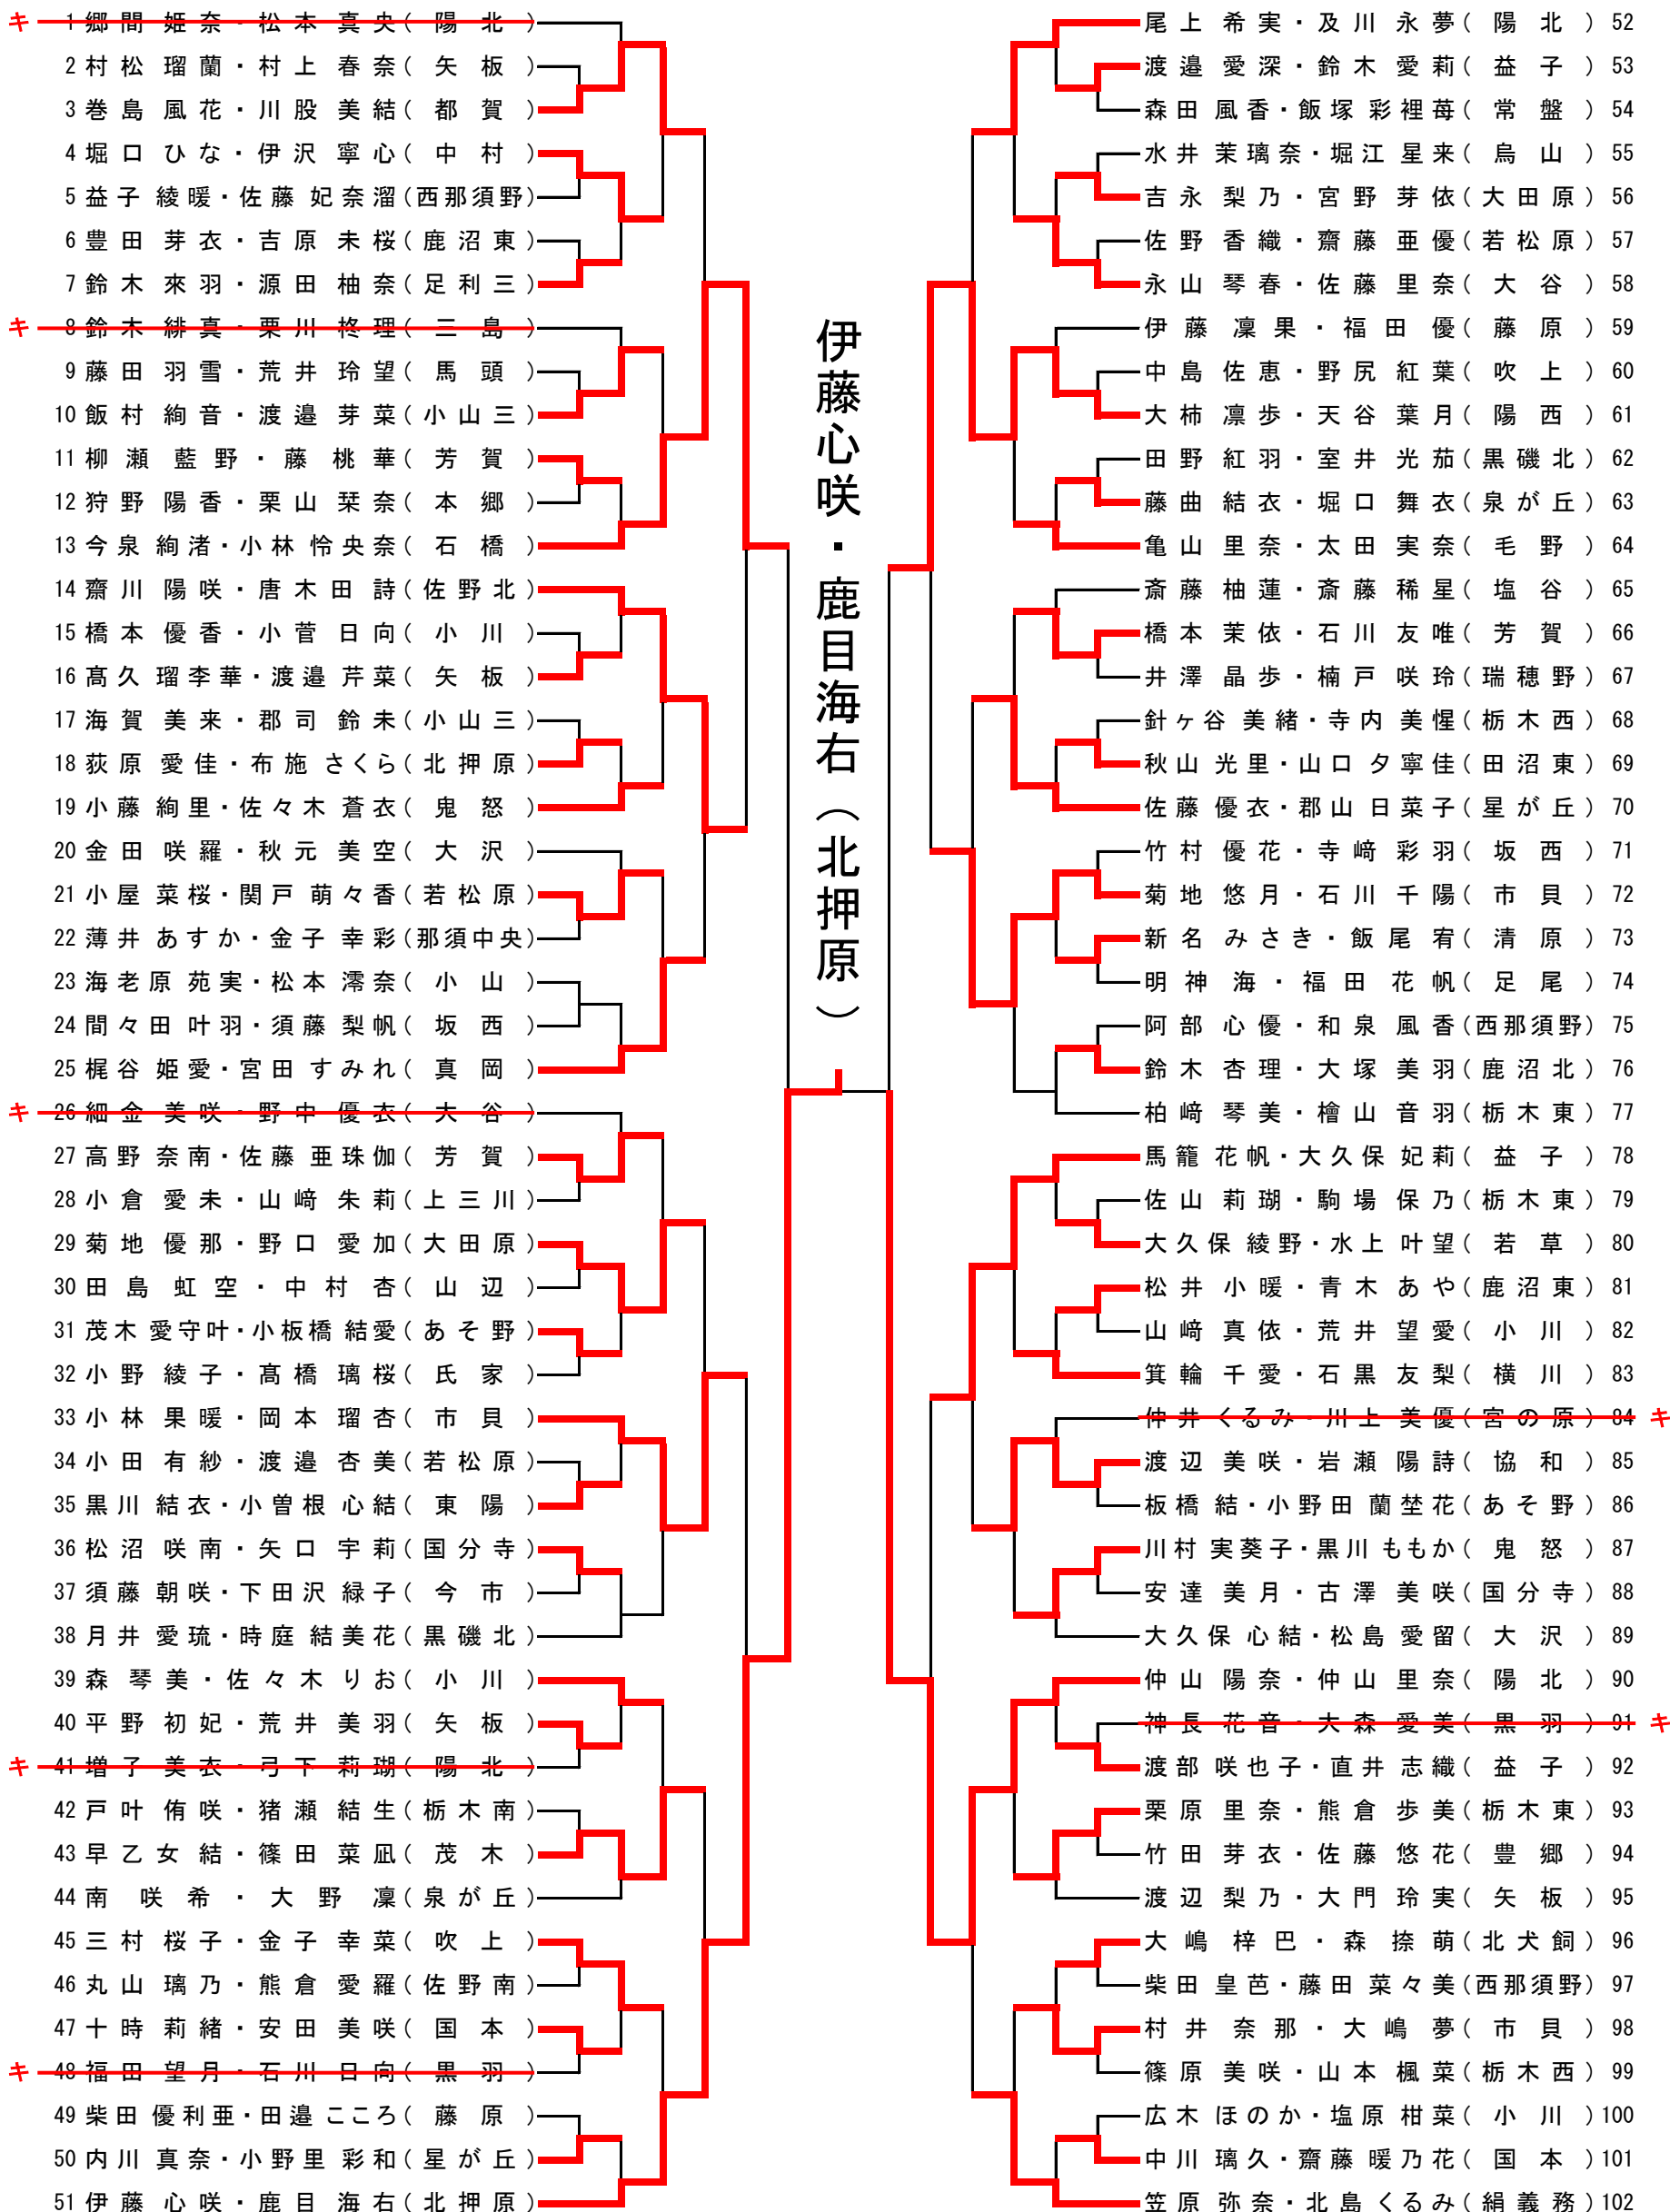 キ 1 郷間 姫奈・松本 真央(陽北)
2 村松 瑠蘭・村上 春奈(矢板)
3 巻島 風花・川股 美結(都賀)
4 堀口 ひな・伊沢 寧心(中村)
5 益子 綾暖・佐藤 妃奈溜(西那須野)
6 豊田 芽衣・吉原 未桜(鹿沼東)
7 鈴木 來羽・源田 柚奈(足利三)
キ 8 鈴木 緋真・栗川 柊理(三島)
9 藤田 羽雪・荒井 玲望(馬頭)
10 飯村 絢音・渡邉 芽菜(小山三)
11 柳瀬 藍野・藤 桃華(芳賀)
12 狩野 陽香・栗山 栞奈(本郷)
13 今泉 絢渚・小林 怜央奈(石橋)
14 齋川 陽咲・唐木田 詩(佐野北)
15 橋本 優香・小菅 日向(小川)
16 髙久 瑠李華・渡邉 芹菜(矢板)
17 海賀 美来・郡司 鈴未(小山三)
18 荻原 愛佳・布施 さくら(北押原)
19 小藤 絢里・佐々木 蒼衣(鬼怒)
20 金田 咲羅・秋元 美空(大沢)
21 小屋 菜桜・関戸 萌々香(若松原)
22 薄井 あすか・金子 幸彩(那須中央)
23 海老原 苑実・松本 澪奈(小山)
24 間々田 叶羽・須藤 梨帆(坂西)
25 梶谷 姫愛・宮田 すみれ(真岡)
キ 26 細金 美咲・野中 優衣(大谷)
27 高野 奈南・佐藤 亜珠伽(芳賀)
28 小倉 愛未・山﨑 朱莉(上三川)
29 菊地 優那・野口 愛加(大田原)
30 田島 虹空・中村 杏(山辺)
31 茂木 愛守叶・小板橋 結愛(あそ野)
32 小野 綾子・髙橋 璃桜(氏家)
33 小林 果暖・岡本 瑠杏(市貝)
34 小田 有紗・渡邉 杏美(若松原)
35 黒川 結衣・小曽根 心結(東陽)
36 松沼 咲南・矢口 宇莉(国分寺)
37 須藤 朝咲・下田沢 緑子(今市)
38 月井 愛琉・時庭 結美花(黒磯北)
39 森 琴美・佐々木 りお(小川)
40 平野 初妃・荒井 美羽(矢板)
キ 41 増子 美衣・弓下 莉瑚(陽北)
42 戸叶 侑咲・猪瀬 結生(栃木南)
43 早乙女 結・篠田 菜凪(茂木)
44 南 咲希・大野 凜(泉が丘)
45 三村 桜子・金子 幸菜(吹上)
46 丸山 璃乃・熊倉 愛羅(佐野南)
47 十時 莉緒・安田 美咲(国本)
キ 48 福田 望月・石川 日向(黒羽)
49 柴田 優利亜・田邉 こころ(藤原)
50 内川 真奈・小野里 彩和(星が丘)
51 伊藤 心咲・鹿目 海右(北押原)
伊藤心咲・鹿目海右(北押原)
尾上 希実・及川 永夢(陽北) 52
渡邉 愛深・鈴木 愛莉(益子) 53
森田 風香・飯塚 彩裡苺(常盤) 54
水井 茉璃奈・堀江 星来(烏山) 55
吉永 梨乃・宮野 芽依(大田原) 56
佐野 香織・齋藤 亜優(若松原) 57
永山 琴春・佐藤 里奈(大谷) 58
伊藤 凜果・福田 優(藤原) 59
中島 佐恵・野尻 紅葉(吹上) 60
大柿 凛歩・天谷 葉月(陽西) 61
田野 紅羽・室井 光茄(黒磯北) 62
藤曲 結衣・堀口 舞衣(泉が丘) 63
亀山 里奈・太田 実奈(毛野) 64
斎藤 柚蓮・斎藤 稀星(塩谷) 65
橋本 茉依・石川 友唯(芳賀) 66
井澤 晶歩・楠戸 咲玲(瑞穂野) 67
針ヶ谷 美緒・寺内 美惺(栃木西) 68
秋山 光里・山口 夕寧佳(田沼東) 69
佐藤 優衣・郡山 日菜子(星が丘) 70
竹村 優花・寺﨑 彩羽(坂西) 71
菊地 悠月・石川 千陽(市貝) 72
新名 みさき・飯尾 宥(清原) 73
明神 海・福田 花帆(足尾) 74
阿部 心優・和泉 風香(西那須野) 75
鈴木 杏理・大塚 美羽(鹿沼北) 76
柏﨑 琴美・檜山 音羽(栃木東) 77
馬籠 花帆・大久保 妃莉(益子) 78
佐山 莉瑚・駒場 保乃(栃木東) 79
大久保 綾野・水上 叶望(若草) 80
松井 小暖・青木 あや(鹿沼東) 81
山﨑 真依・荒井 望愛(小川) 82
箕輪 千愛・石黒 友梨(横川) 83
仲井 くるみ・川上 美優(宮の原) 84 キ
渡辺 美咲・岩瀬 陽詩(協和) 85
板橋 結・小野田 蘭埜花(あそ野) 86
川村 実葵子・黒川 ももか(鬼怒) 87
安達 美月・古澤 美咲(国分寺) 88
大久保 心結・松島 愛留(大沢) 89
仲山 陽奈・仲山 里奈(陽北) 90
神長 花音・大森 愛美(黒羽) 91 キ
渡部 咲也子・直井 志織(益子) 92
栗原 里奈・熊倉 歩美(栃木東) 93
竹田 芽衣・佐藤 悠花(豊郷) 94
渡辺 梨乃・大門 玲実(矢板) 95
大嶋 梓巴・森 捺萌(北犬飼) 96
柴田 皇芭・藤田 菜々美(西那須野) 97
村井 奈那・大嶋 夢(市貝) 98
篠原 美咲・山本 楓菜(栃木西) 99
広木 ほのか・塩原 柑菜(小川) 100
中川 璃久・齋藤 暖乃花(国本) 101
笠原 弥奈・北島 くるみ(絹義務) 102